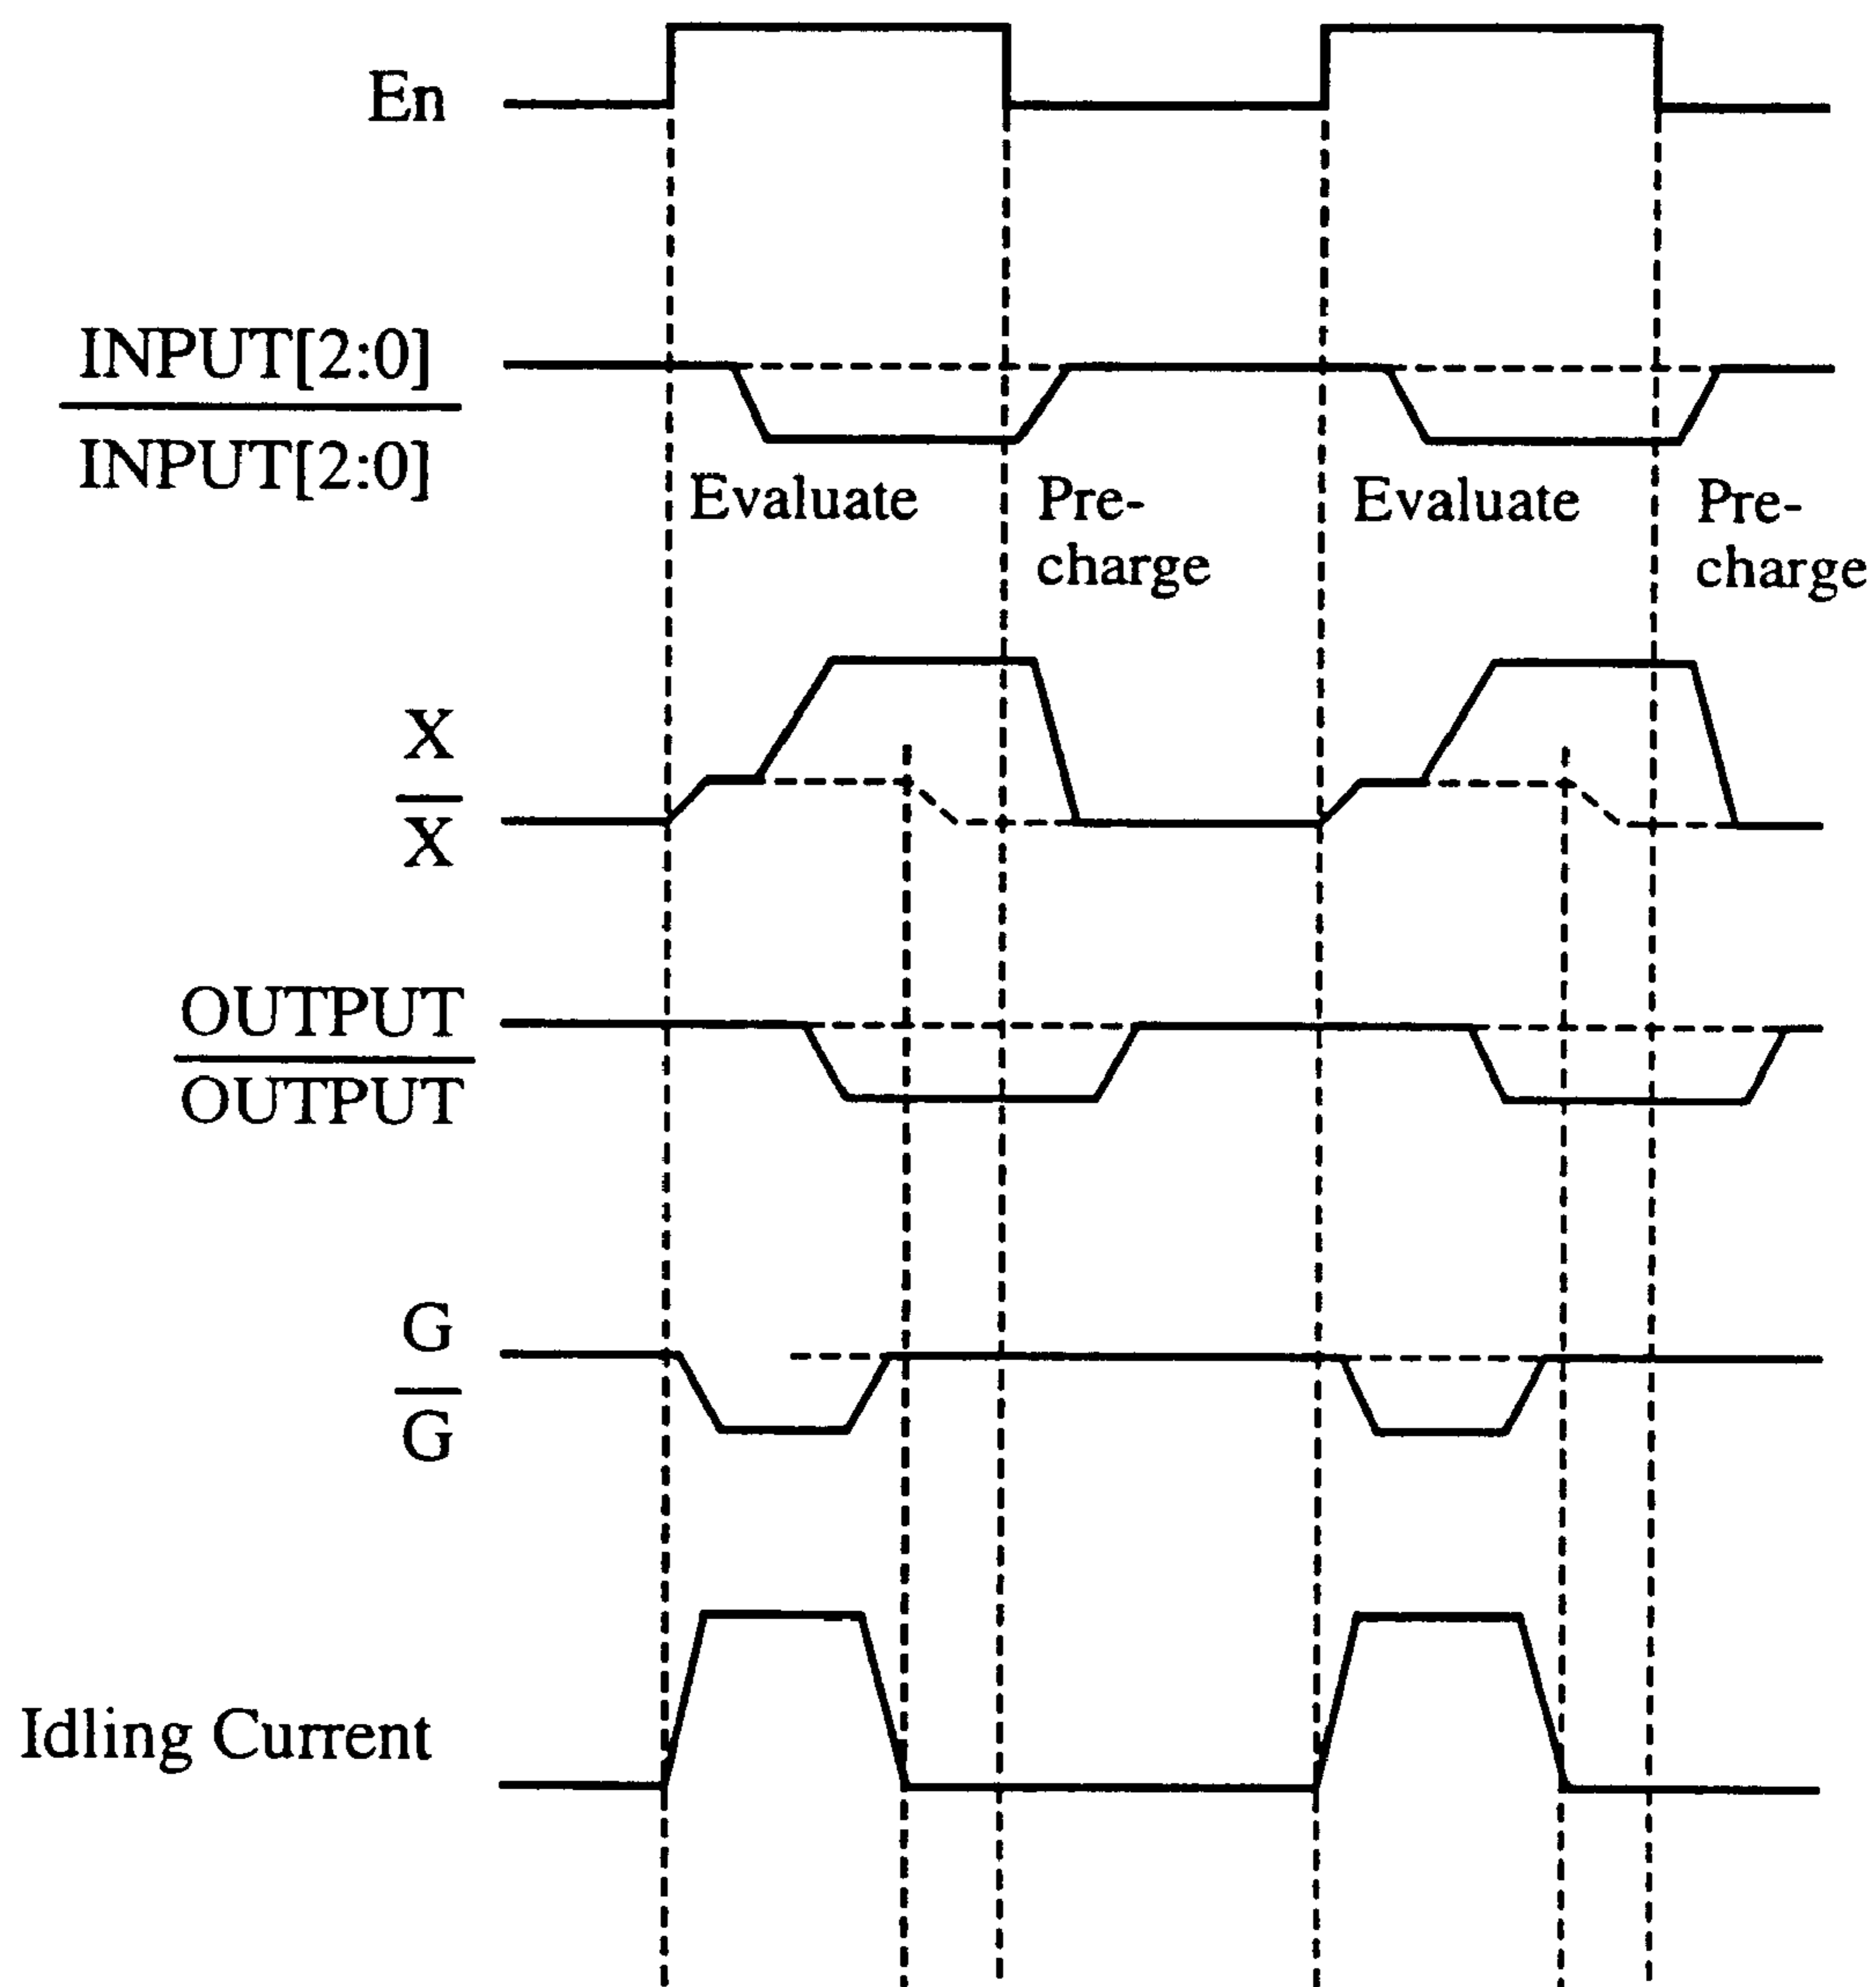 En
INPUT[2:0]
INPUT[2:0]
Evaluate
Pre-
charge
Evaluate
Pre-
charge
X
X
OUTPUT
OUTPUT
G
G
Idling Current